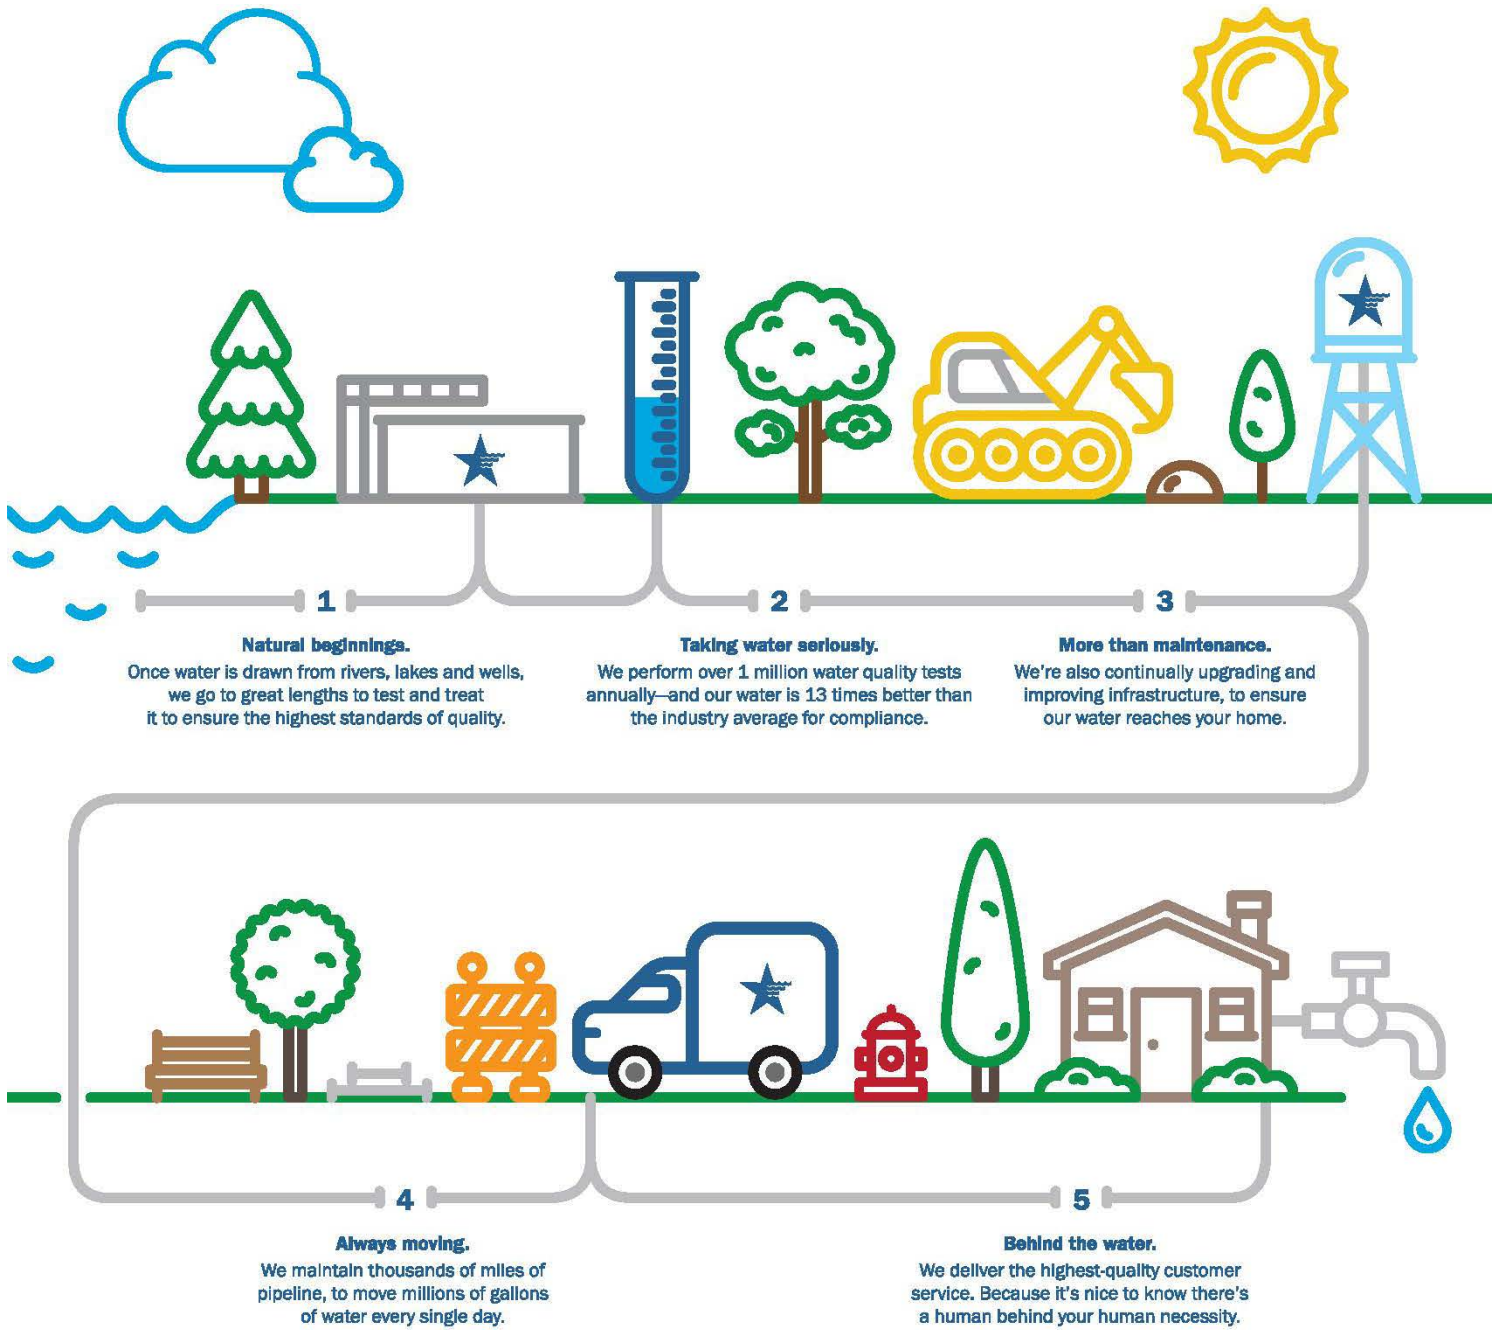 1
Natural beginnings.
Once water is drawn from rivers, lakes and wells,
we go to great lengths to test and treat
it to ensure the highest standards of quality.
2
Taking water seriously.
We perform over 1 million water quality tests
annually—and our water is 13 times better than
the industry average for compliance.
3
More than maintenance.
We're also continually upgrading and
improving infrastructure, to ensure
our water reaches your home.
4
Always moving.
We maintain thousands of miles of
pipeline, to move millions of gallons
of water every single day.
5
Behind the water.
We deliver the highest-quality customer
service. Because it's nice to know there's
a human behind your human necessity.